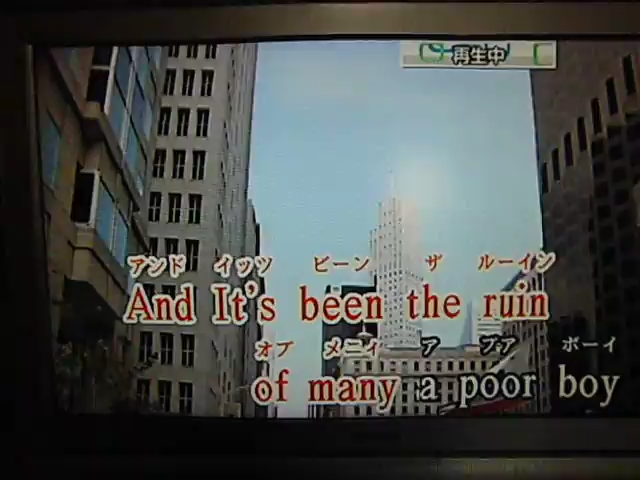 再生中
アンド イッツ ビーン ザ ルーイン
And It's been the ruin
オブ メニィ ア プア ボーイ
of many a poor boy